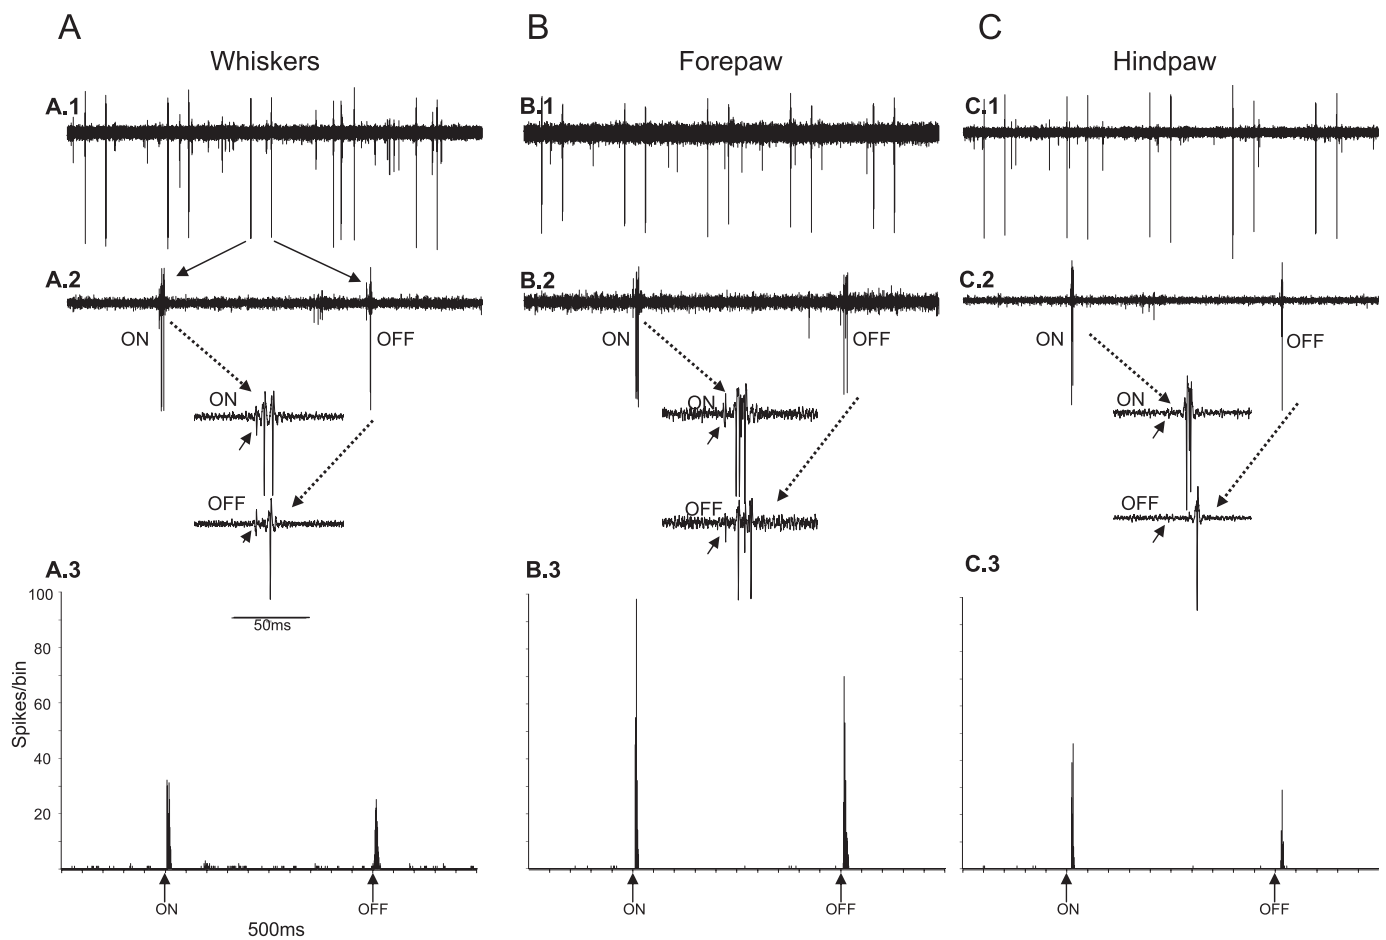 A B C
Whiskers Forepaw Hindpaw
A.1 B.1 C.1
A.2 B.2 C.2
ON OFF ON OFF ON OFF
ON ON ON
OFF OFF OFF
A.3 B.3 C.3
100
50ms
80
Spikes/bin
60
40
20
ON OFF ON OFF ON OFF
500ms